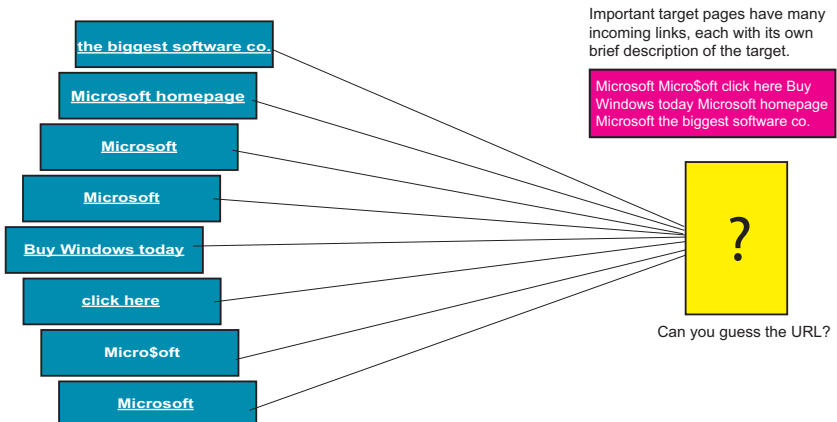 Important target pages have many
incoming links, each with its own
brief description of the target.
the biggest software co.
Microsoft homepage
Microsoft
Microsoft
Buy Windows today
click here
Micro$oft
Microsoft
Microsoft Micro$oft click here Buy
Windows today Microsoft homepage
Microsoft the biggest software co.
?
Can you guess the URL?